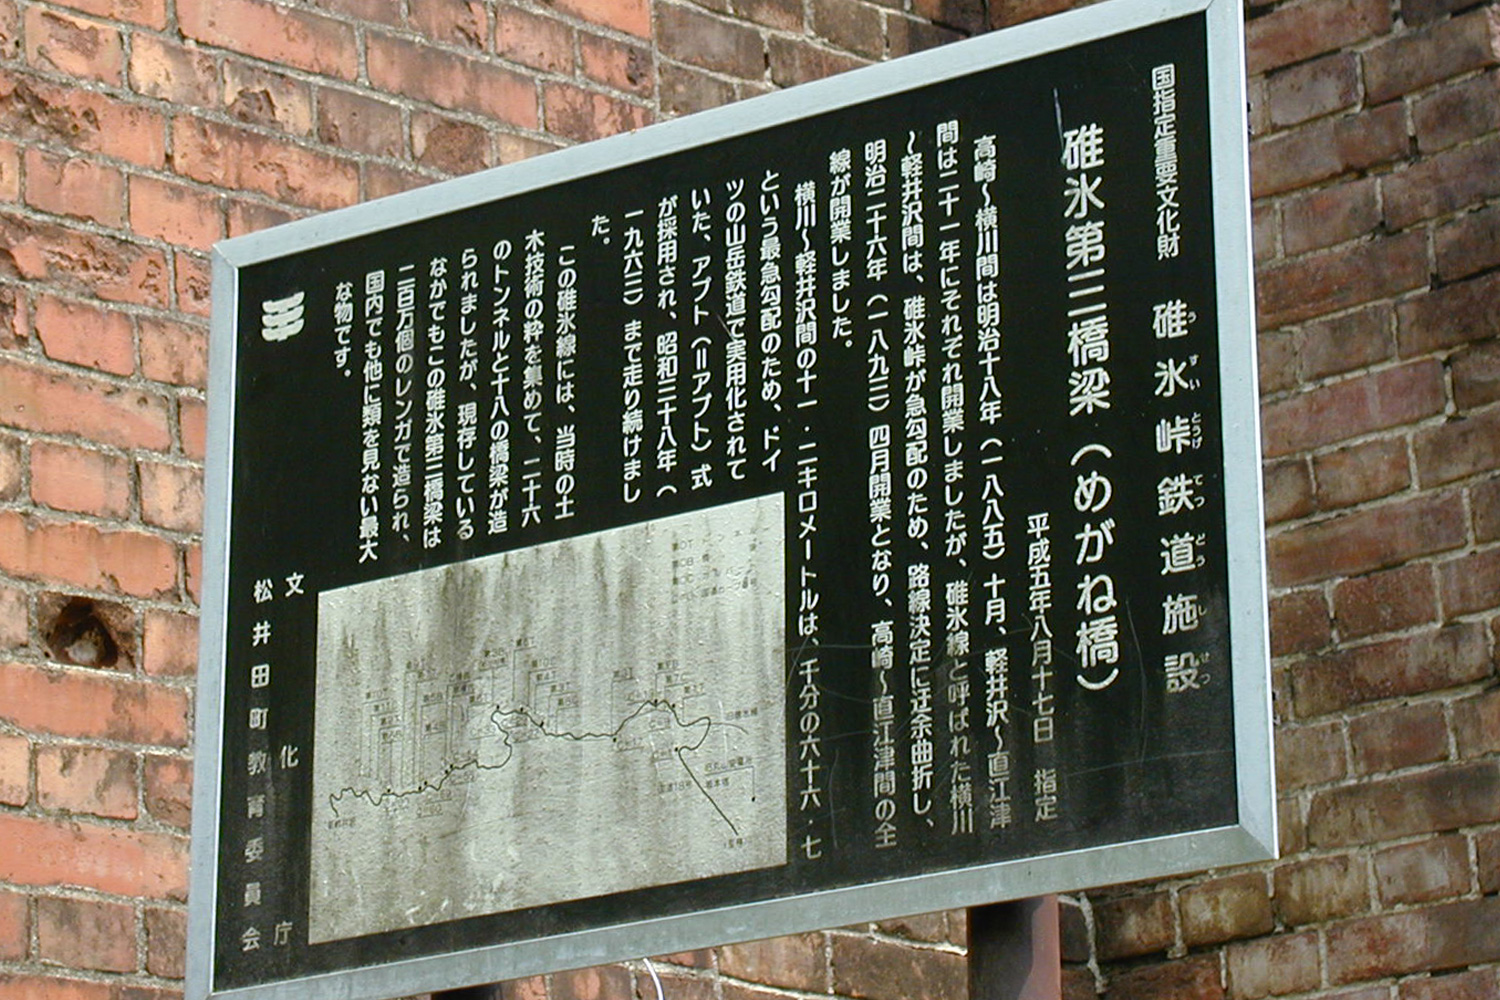 国指定重要文化財 碓氷峠鉄道施設
うすいとうげてつどうしせつ
碓氷第三橋梁（めがね橋）
平成五年八月十七日 指定
高崎～横川間は明治十八年（一八八五）十月、軽井沢～直江津
間は二十一年にそれぞれ開業しましたが、碓氷線と呼ばれた横川
～軽井沢間は、碓氷峠が急勾配のため、路線決定に迂余曲折し、
明治二十六年（一八九三）四月開業となり、高崎～直江津間の全
線が開業しました。
横川～軽井沢間の十一・二キロメートルは、千分の六十六・七
という最急勾配のため、ドイ
ツの山岳鉄道で実用化されて
いた、アプト（＝アプト）式
が採用され、昭和三十八年（
一九六三）まで走り続けまし
た。
この碓氷線には、当時の土
木技術の粋を集めて、二十六
のトンネルと十八の橋梁が造
られましたが、現存している
なかでもこの碓氷第三橋梁は
二百万個のレンガで造られ、
国内でも他に類を見ない最大
な物です。
文化庁
松井田町教育委員会